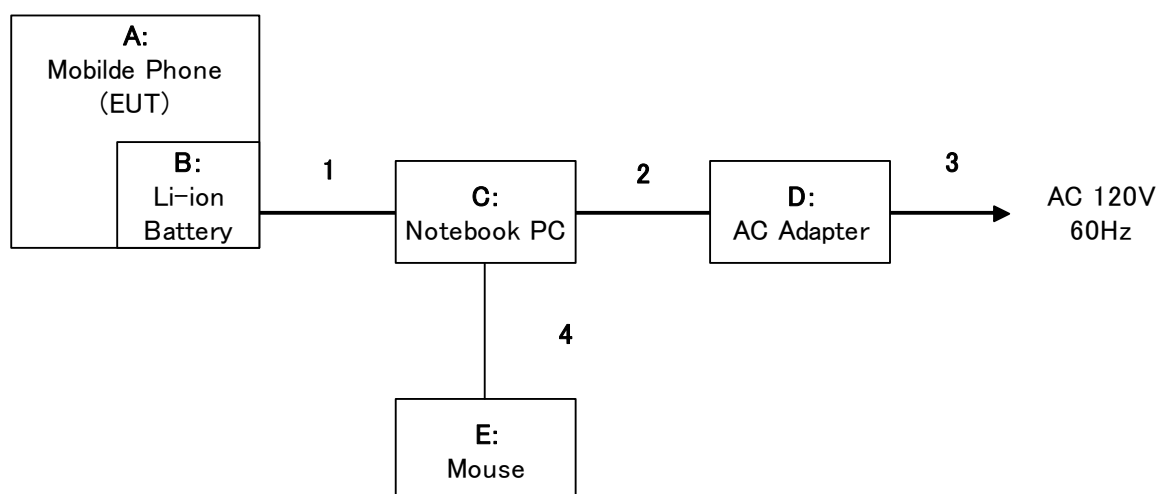 A:
Mobilde Phone
(EUT)
B:
Li-ion
Battery
1
C:
Notebook PC
2
D:
AC Adapter
3
AC 120V
60Hz
4
E:
Mouse